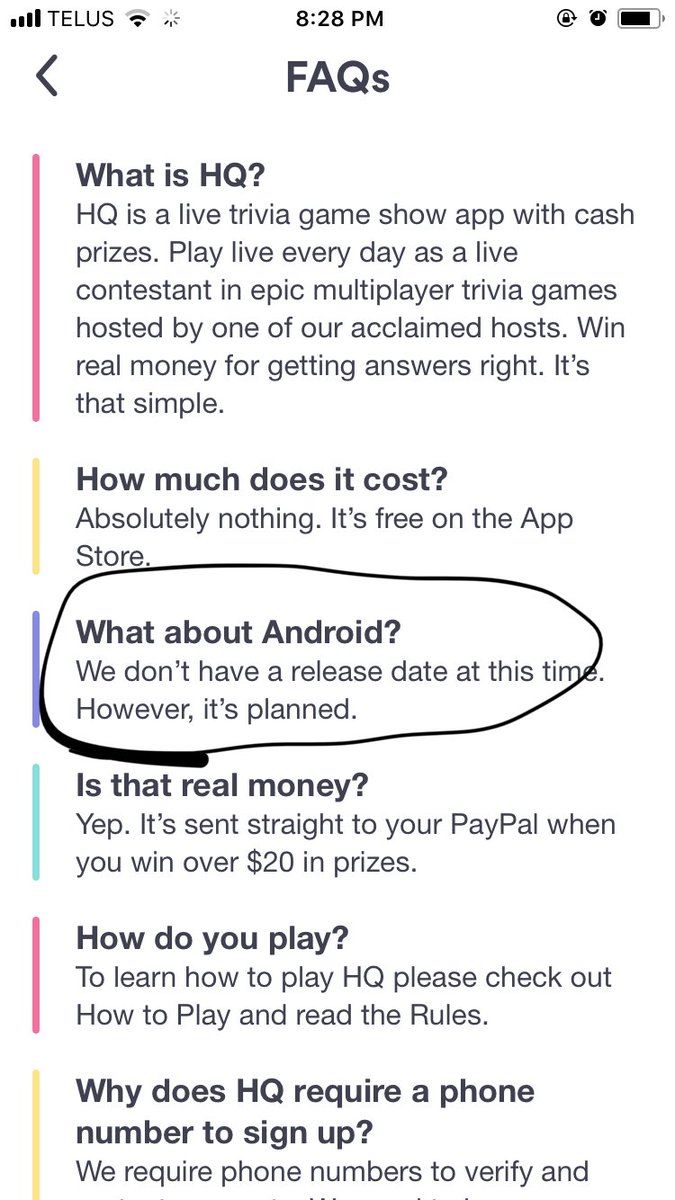 TELUS
8:28 PM
FAQs
What is HQ?
HQ is a live trivia game show app with cash
prizes. Play live every day as a live
contestant in epic multiplayer trivia games
hosted by one of our acclaimed hosts. Win
real money for getting answers right. It's
that simple.
How much does it cost?
Absolutely nothing. It's free on the App
Store.
What about Android?
We don't have a release date at this time.
However, it's planned.
Is that real money?
Yep. It's sent straight to your PayPal when
you win over $20 in prizes.
How do you play?
To learn how to play HQ please check out
How to Play and read the Rules.
Why does HQ require a phone
number to sign up?
We require phone numbers to verify and